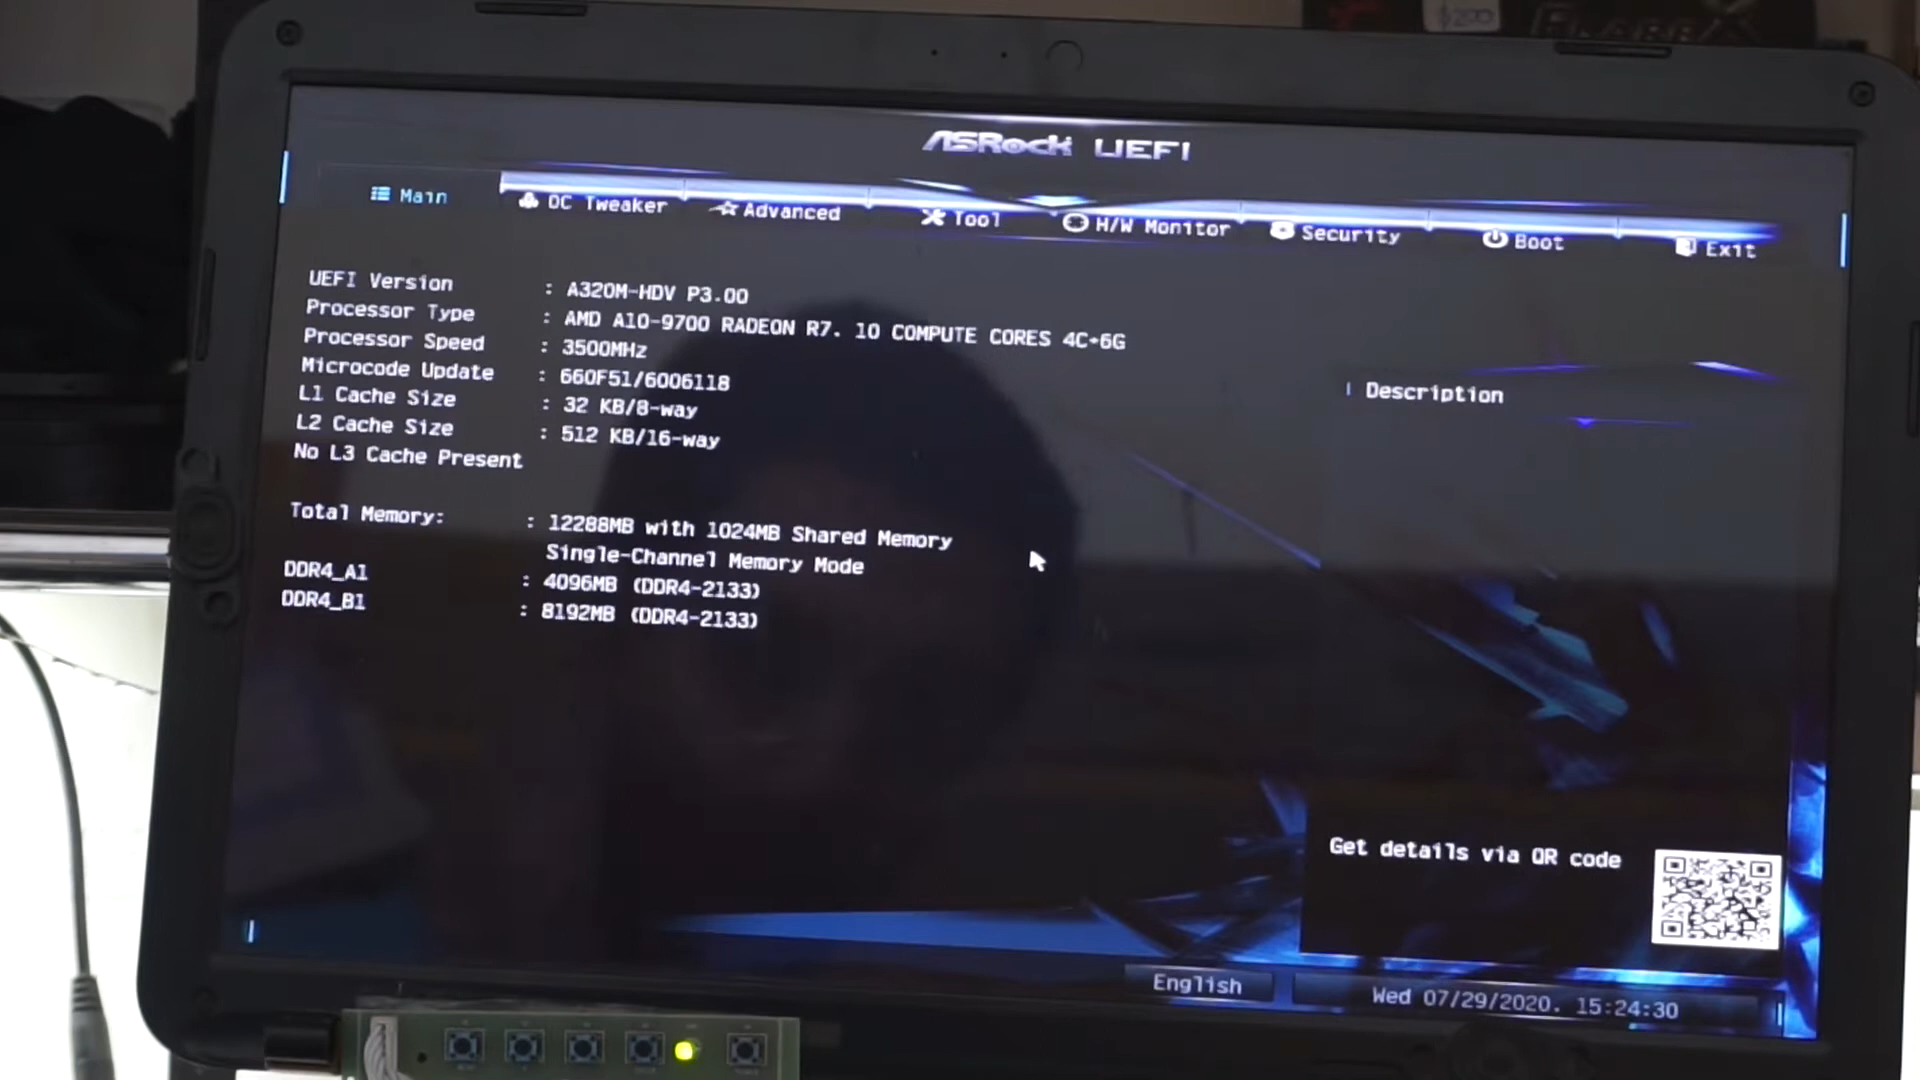 $200
FLARE X
ASRock UEFI
Main OC Tweaker Advanced Tool H/W Monitor Security Boot Exit
UEFI Version : A320M-HDV P3.00
Processor Type : AMD A10-9700 RADEON R7. 10 COMPUTE CORES 4C+6G
Processor Speed : 3500MHz
Microcode Update : 660F51/6006118
L1 Cache Size : 32 KB/8-way
L2 Cache Size : 512 KB/16-way
No L3 Cache Present
Description
Total Memory: : 12288MB with 1024MB Shared Memory
Single-Channel Memory Mode
DDR4_A1 : 4096MB (DDR4-2133)
DDR4_B1 : 8192MB (DDR4-2133)
Get details via QR code
English
Wed 07/29/2020. 15:24:30